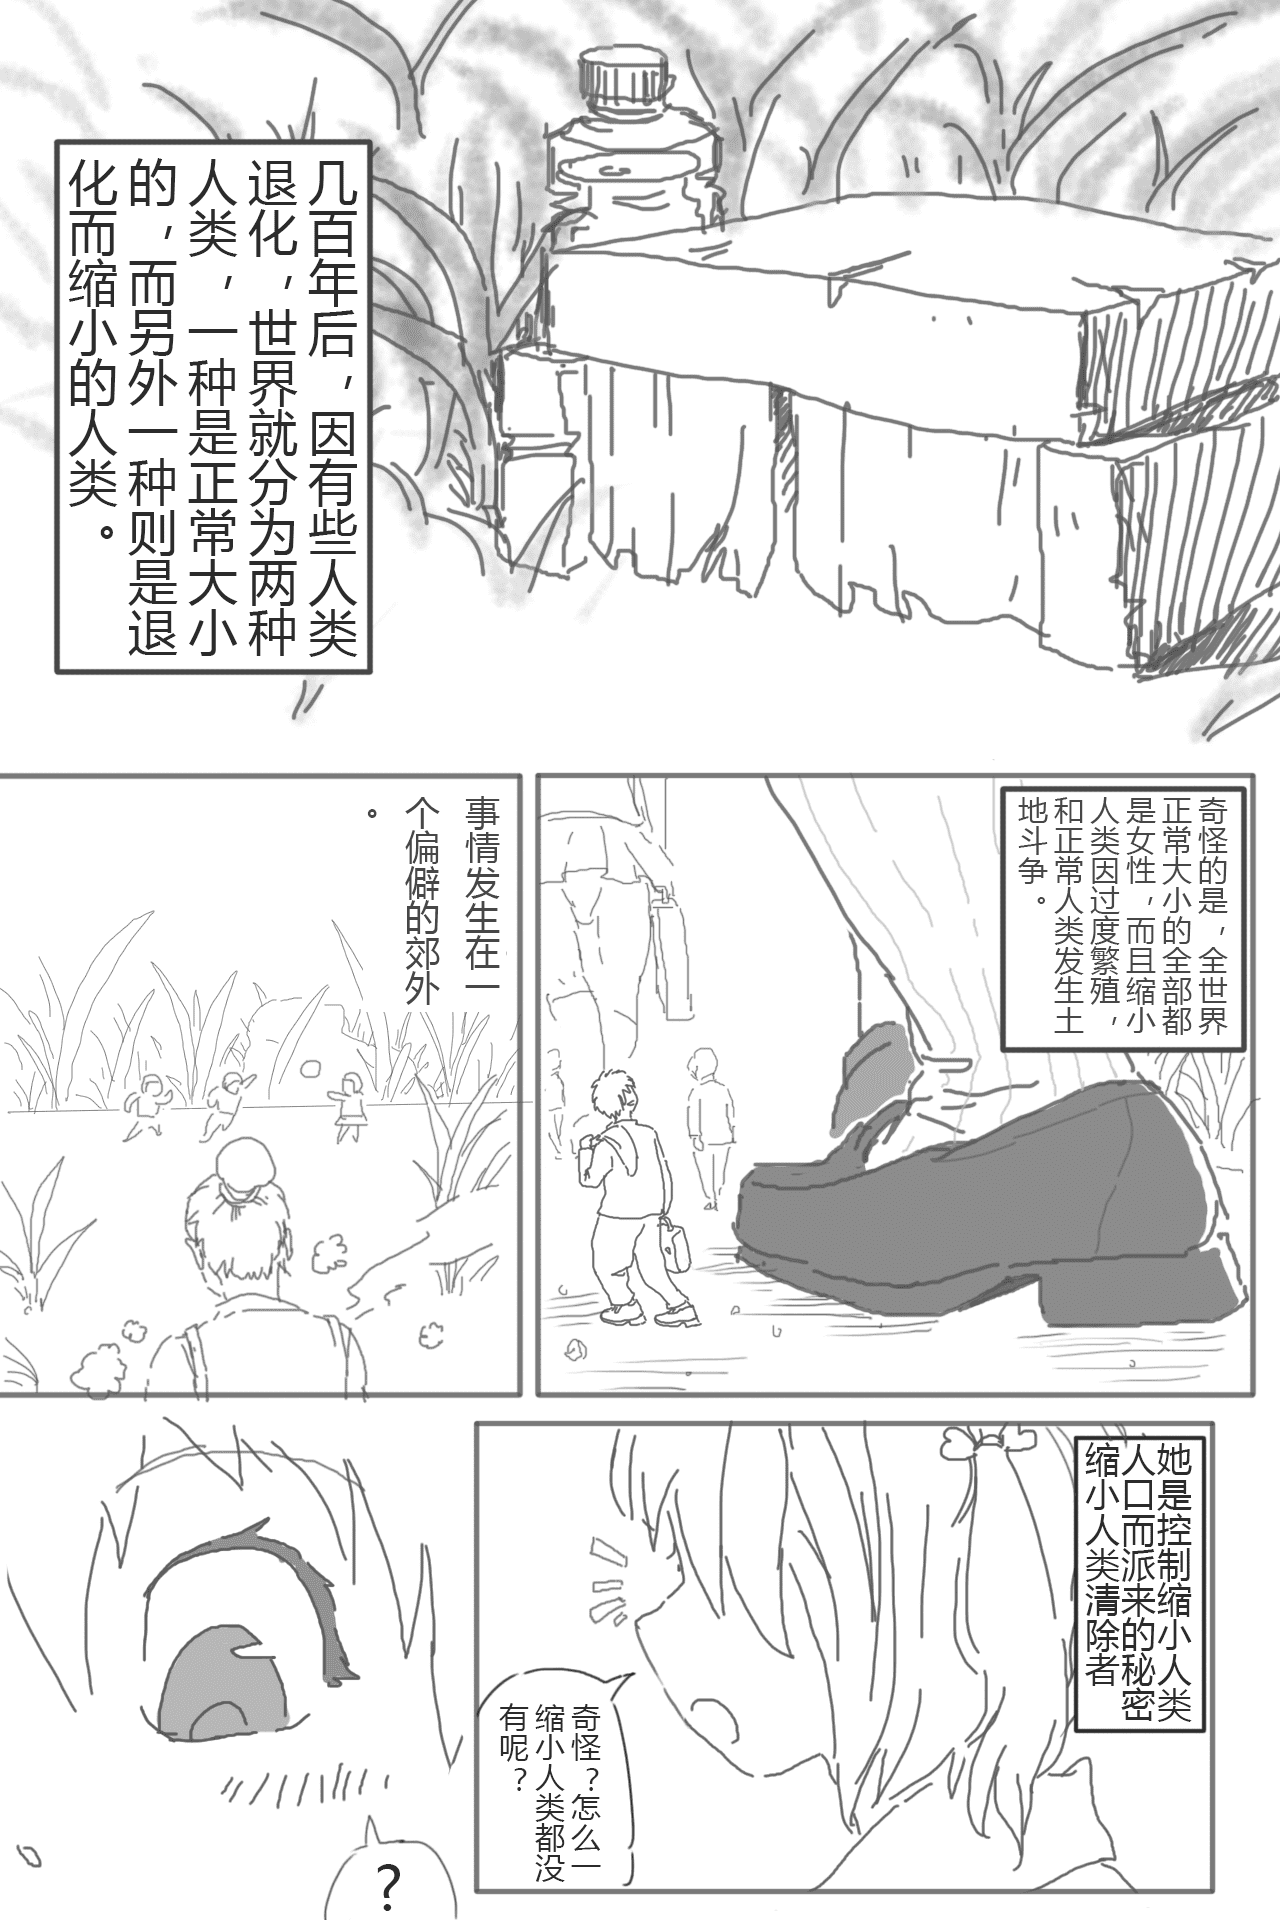 几百年后，因有些人类
退化，世界就分为两种
人类，一种是正常大小
的，而另外一种则是退
化而缩小的人类。
奇怪的是，全世界
正常大小的全部都
是女性，而且缩小
人类因过度繁殖，
和正常人类发生土
地斗争。
事情发生在一
个偏僻的郊外
。
她是控制缩小人类
人口而派来的秘密
缩小人类清除者
奇怪？怎么一
缩小人类都没
有呢？
？